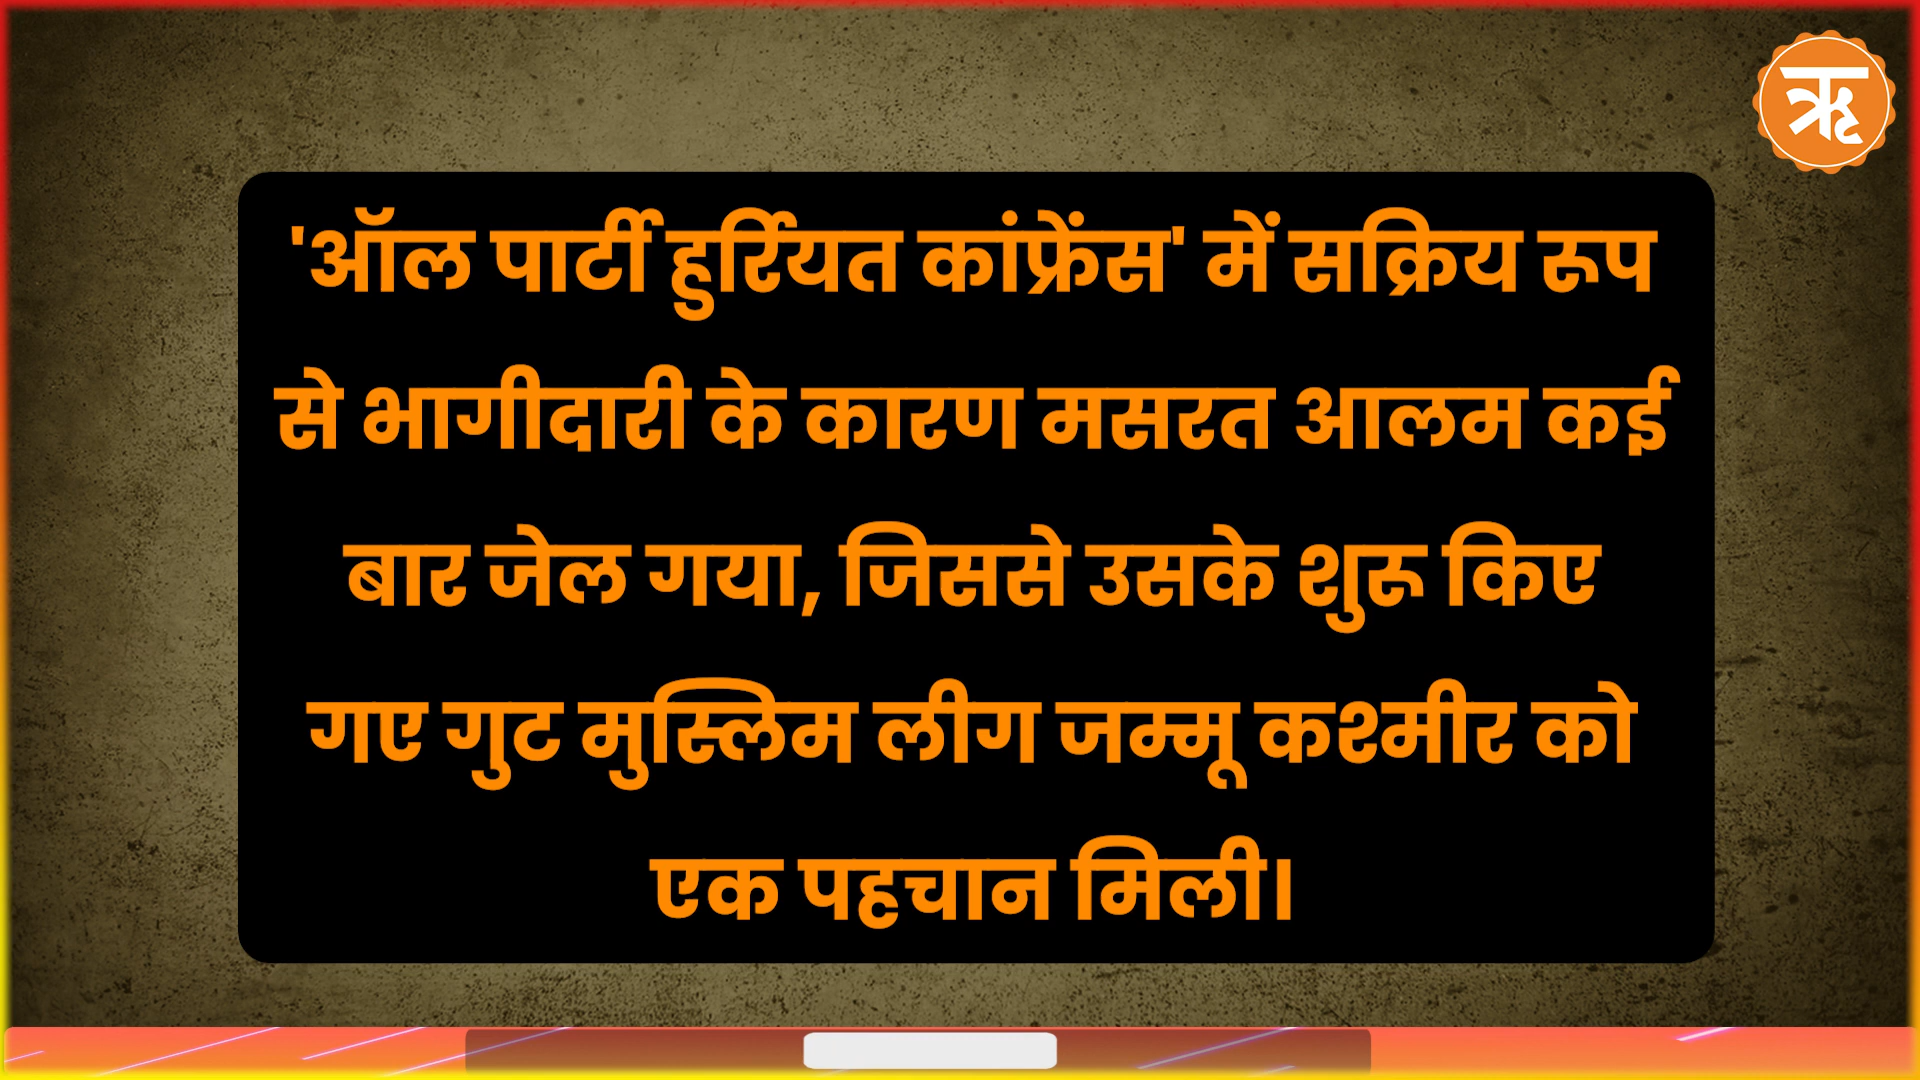 ऋ
'ऑल पार्टी हुर्रियत कांफ्रेंस' में सक्रिय रूप
से भागीदारी के कारण मसरत आलम कई
बार जेल गया, जिससे उसके शुरू किए
गए गुट मुस्लिम लीग जम्मू कश्मीर को
एक पहचान मिली।